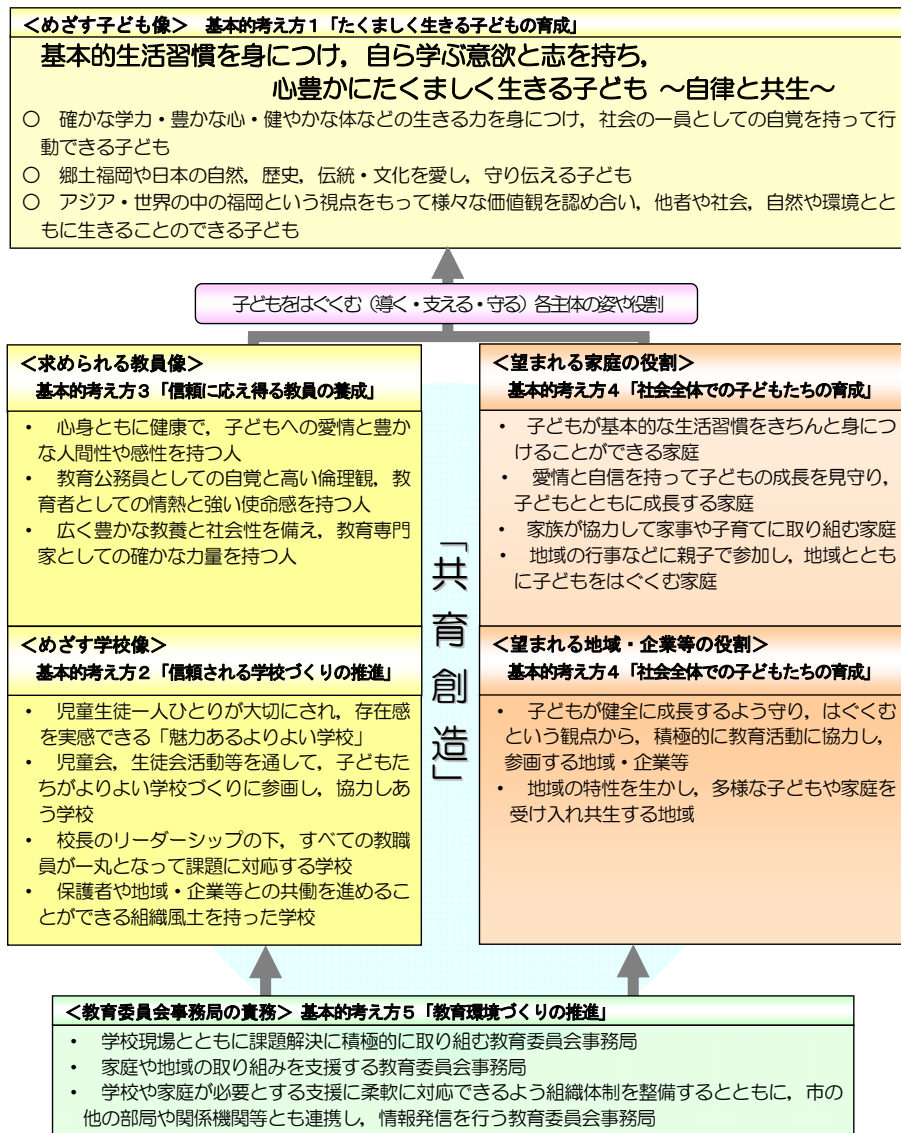 ＜めざす子ども像＞ 基本的考え方１「たくましく生きる子どもの育成」
基本的生活習慣を身につけ，自ら学ぶ意欲と志を持ち，
心豊かにたくましく生きる子ども ～自律と共生～
○ 確かな学力・豊かな心・健やかな体などの生きる力を身につけ，社会の一員としての自覚を持って行
動できる子ども
○ 郷土福岡や日本の自然，歴史，伝統・文化を愛し，守り伝える子ども
○ アジア・世界の中の福岡という視点をもって様々な価値観を認め合い，他者や社会，自然や環境とと
もに生きることのできる子ども
子どもをはぐくむ（導く・支える・守る）各主体の姿や役割
＜求められる教員像＞
基本的考え方３「信頼に応え得る教員の養成」
・ 心身ともに健康で，子どもへの愛情と豊か
な人間性や感性を持つ人
・ 教育公務員としての自覚と高い倫理観，教
育者としての情熱と強い使命感を持つ人
・ 広く豊かな教養と社会性を備え，教育専門
家としての確かな力量を持つ人
＜めざす学校像＞
基本的考え方２「信頼される学校づくりの推進」
・ 児童生徒一人ひとりが大切にされ，存在感
を実感できる「魅力あるよりよい学校」
・ 児童会，生徒会活動等を通して，子どもた
ちがよりよい学校づくりに参画し，協力しあ
う学校
・ 校長のリーダーシップの下，すべての教職
員が一丸となって課題に対応する学校
・ 保護者や地域・企業等との共働を進めるこ
とができる組織風土を持った学校
「共育創造」
＜望まれる家庭の役割＞
基本的考え方４「社会全体での子どもたちの育成」
・ 子どもが基本的な生活習慣をきちんと身につ
けることができる家庭
・ 愛情と自信を持って子どもの成長を見守り，
子どもとともに成長する家庭
・ 家族が協力して家事や子育てに取り組む家庭
・ 地域の行事などに親子で参加し，地域ととも
に子どもをはぐくむ家庭
＜望まれる地域・企業等の役割＞
基本的考え方４「社会全体での子どもたちの育成」
・ 子どもが健全に成長するよう守り，はぐくむ
という観点から，積極的に教育活動に協力し，
参画する地域・企業等
・ 地域の特性を生かし，多様な子どもや家庭を
受け入れ共生する地域
＜教育委員会事務局の責務＞ 基本的考え方５「教育環境づくりの推進」
・ 学校現場とともに課題解決に積極的に取り組む教育委員会事務局
・ 家庭や地域の取り組みを支援する教育委員会事務局
・ 学校や家庭が必要とする支援に柔軟に対応できるよう組織体制を整備するとともに，市の
他の部局や関係機関等とも連携し，情報発信を行う教育委員会事務局